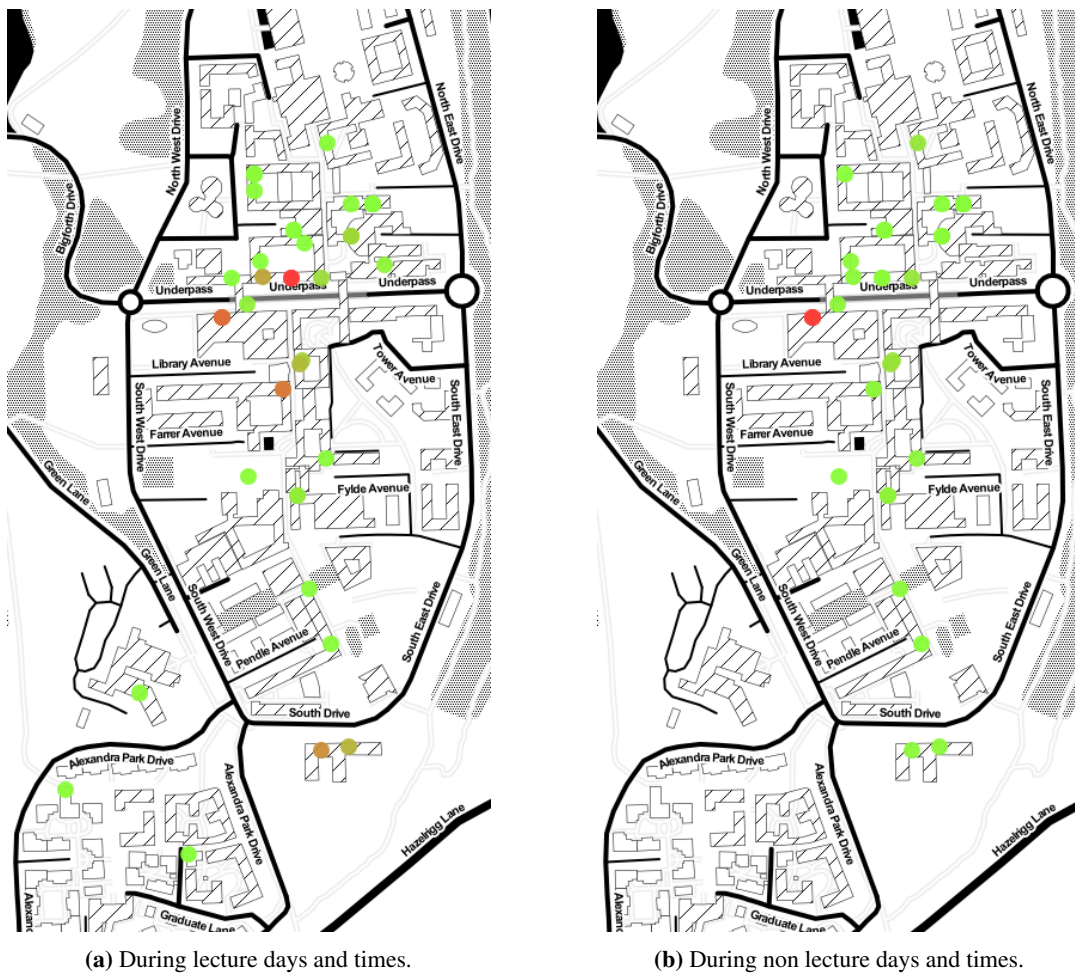 North West Drive
North East Drive
Bigforth Drive
Underpass
Underpass
Underpass
Library Avenue
Tower Avenue
South West Drive
South East Drive
Farrer Avenue
Green Lane
Fylde Avenue
Green Lane
South West Drive
South East Drive
Pendle Avenue
South Drive
Alexandra Park Drive
Alexandra Park Drive
Hazelrigg Lane
Alexan
Graduate Lane
North West Drive
North East Drive
Bigforth Drive
Underpass
Underpass
Underpass
Library Avenue
Tower Avenue
South West Drive
South East Drive
Farrer Avenue
Green Lane
Fylde Avenue
Green Lane
South West Drive
South East Drive
Pendle Avenue
South Drive
Alexandra Park Drive
Alexandra Park Drive
Hazelrigg Lane
Alexan
Graduate Lane
(a) During lecture days and times.
(b) During non lecture days and times.